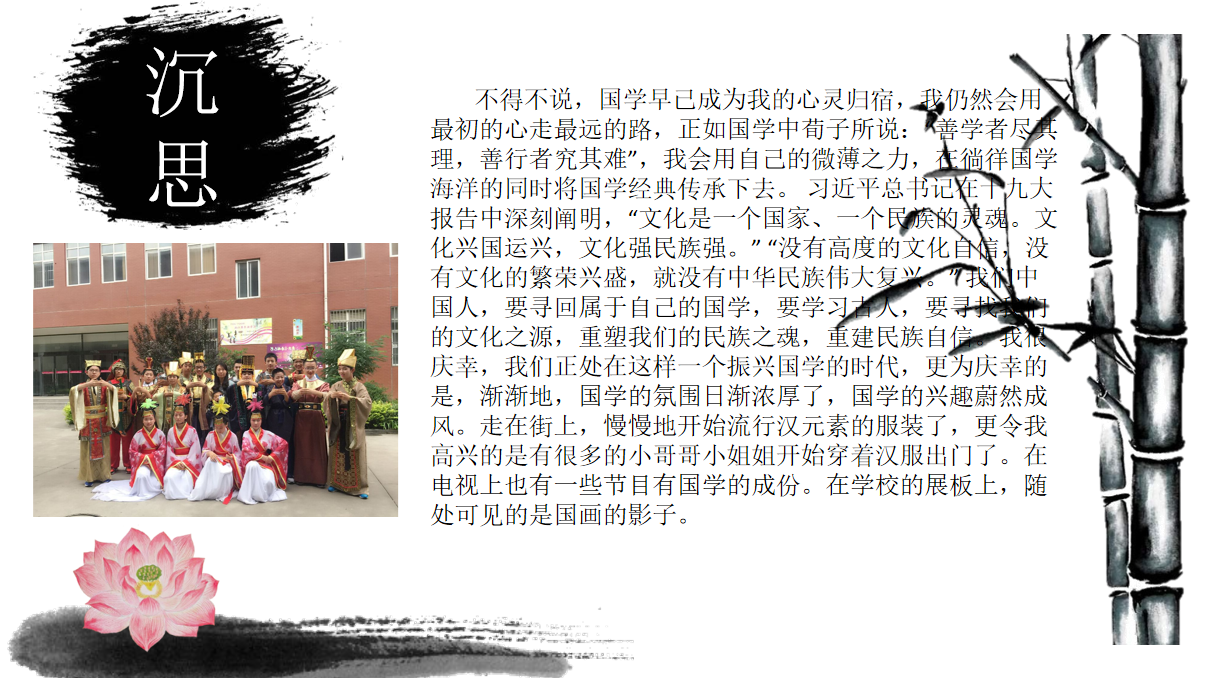 沉
思
不得不说，国学早已成为我的心灵归宿，我仍然会用
最初的心走最远的路，正如国学中荀子所说：“善学者尽其
理，善行者究其难”，我会用自己的微薄之力，在徜徉国学
海洋的同时将国学经典传承下去。 习近平总书记在十九大
报告中深刻阐明，“文化是一个国家、一个民族的灵魂。文
化兴国运兴，文化强民族强。” “没有高度的文化自信，没
有文化的繁荣兴盛，就没有中华民族伟大复兴。” 我们中
国人，要寻回属于自己的国学，要学习古人，要寻找我们
的文化之源，重塑我们的民族之魂，重建民族自信。我很
庆幸，我们正处在这样一个振兴国学的时代，更为庆幸的
是，渐渐地，国学的氛围日渐浓厚了，国学的兴趣蔚然成
风。走在街上，慢慢地开始流行汉元素的服装了，更令我
高兴的是有很多的小哥哥小姐姐开始穿着汉服出门了。在
电视上也有一些节目有国学的成份。在学校的展板上，随
处可见的是国画的影子。